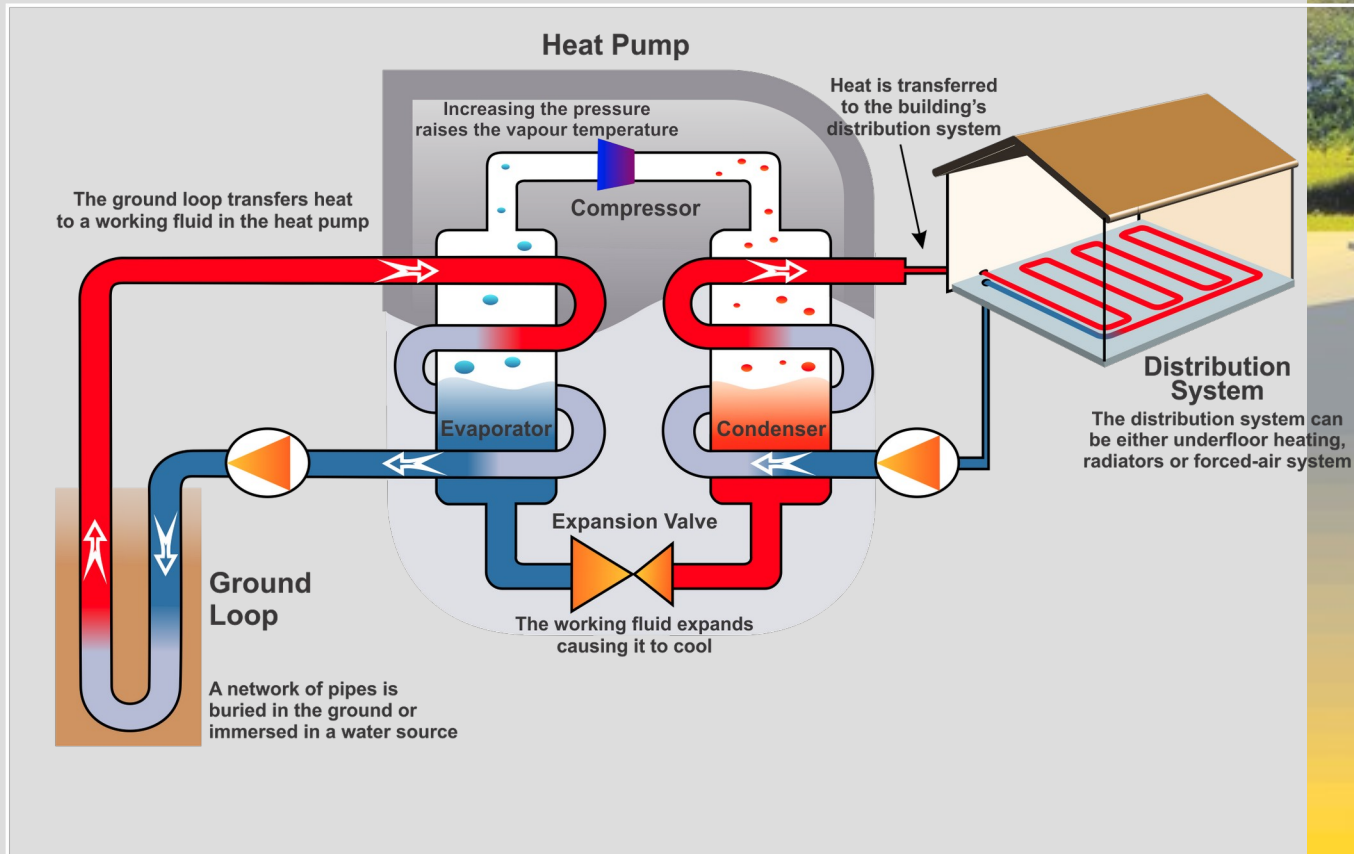 Heat Pump
Increasing the pressure
raises the vapour temperature
Heat is transferred
to the building's
distribution system
The ground loop transfers heat
to a working fluid in the heat pump
Compressor
Evaporator
Condenser
Distribution
System
The distribution system can
be either underfloor heating,
radiators or forced-air system
Expansion Valve
The working fluid expands
causing it to cool
Ground
Loop
A network of pipes is
buried in the ground or
immersed in a water source